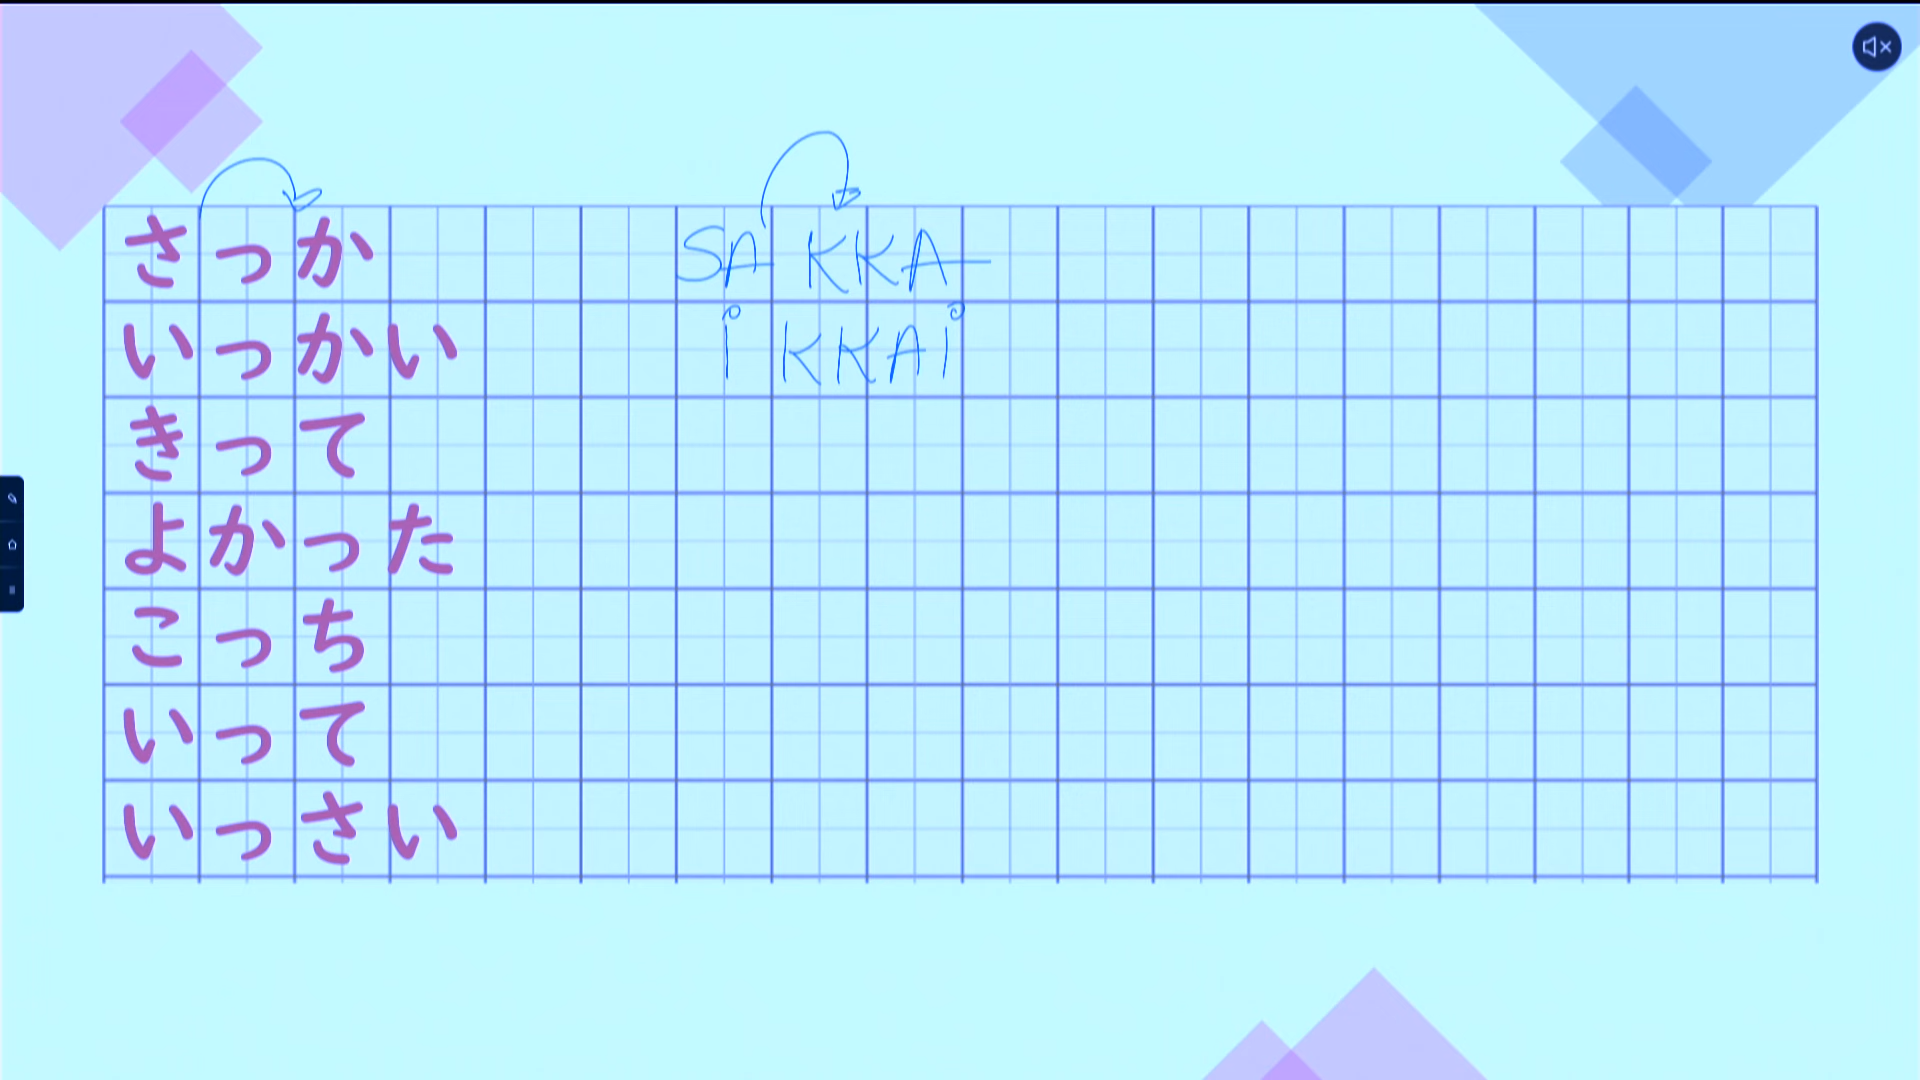 さっか SA KKA
いっかい i KKAi
きって
よかった
こっち
いって
いっさい